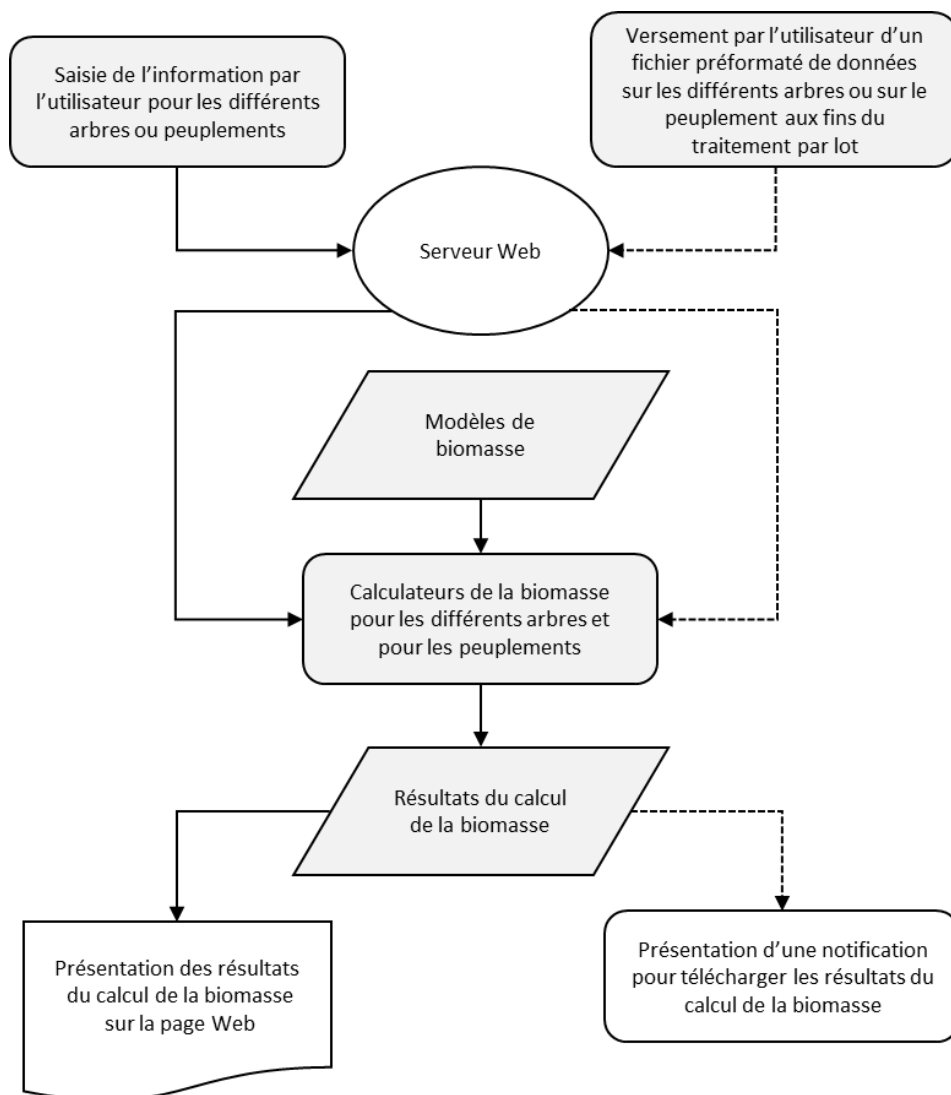 Saisie de l’information par
l’utilisateur pour les différents
arbres ou peuplements
Versement par l’utilisateur d’un
fichier préformaté de données
sur les différents arbres ou sur le
peuplement aux fins du
traitement par lot
Serveur Web
Modèles de
biomasse
Calculateurs de la biomasse
pour les différents arbres et
pour les peuplements
Résultats du calcul
de la biomasse
Présentation des résultats
du calcul de la biomasse
sur la page Web
Présentation d’une notification
pour télécharger les résultats du
calcul de la biomasse